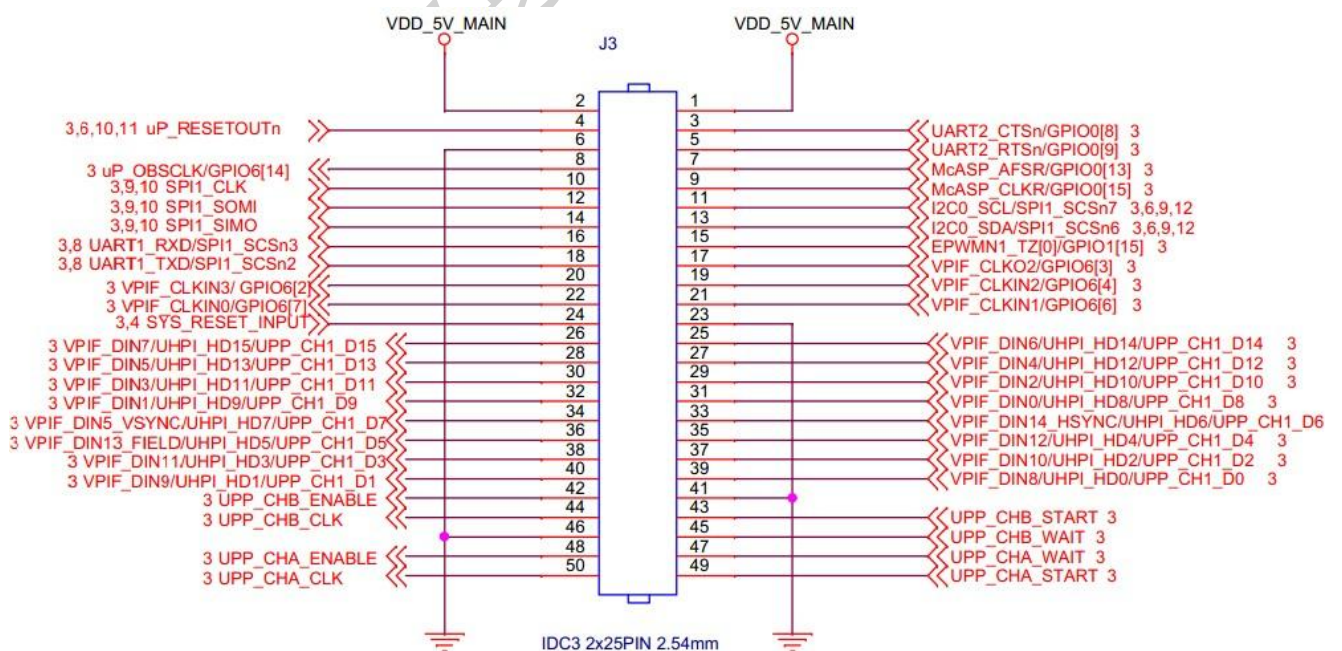 VDD_5V_MAIN
VDD_5V_MAIN
J3
2
1
3,6,10,11 uP_RESETOUTn
4
3
UART2_CTSn/GPIO0[8] 3
6
5
UART2_RTSn/GPIO0[9] 3
3 uP_OBSCLK/GPIO6[14]
8
7
McASP_AFSR/GPIO0[13] 3
3,9,10 SPI1_CLK
10
9
McASP_CLKR/GPIO0[15] 3
3,9,10 SPI1_SOMI
12
11
I2C0_SCL/SPI1_SCSn7 3,6,9,12
3,9,10 SPI1_SIMO
14
13
I2C0_SDA/SPI1_SCSn6 3,6,9,12
3,8 UART1_RXD/SPI1_SCSn3
16
15
EPWMN1_TZ[0]/GPIO1[15] 3
3,8 UART1_TXD/SPI1_SCSn2
18
17
VPIF_CLKO2/GPIO6[3] 3
3 VPIF_CLKIN3/ GPIO6[2]
20
19
VPIF_CLKIN2/GPIO6[4] 3
3 VPIF_CLKIN0/GPIO6[7]
22
21
VPIF_CLKIN1/GPIO6[6] 3
3,4 SYS_RESET_INPUT
24
23
3 VPIF_DIN7/UHPI_HD15/UPP_CH1_D15
26
25
VPIF_DIN6/UHPI_HD14/UPP_CH1_D14 3
3 VPIF_DIN5/UHPI_HD13/UPP_CH1_D13
28
27
VPIF_DIN4/UHPI_HD12/UPP_CH1_D12 3
3 VPIF_DIN3/UHPI_HD11/UPP_CH1_D11
30
29
VPIF_DIN2/UHPI_HD10/UPP_CH1_D10 3
3 VPIF_DIN1/UHPI_HD9/UPP_CH1_D9
32
31
VPIF_DIN0/UHPI_HD8/UPP_CH1_D8 3
3 VPIF_DIN5_VSYNC/UHPI_HD7/UPP_CH1_D7
34
33
VPIF_DIN14_HSYNC/UHPI_HD6/UPP_CH1_D6
3 VPIF_DIN13_FIELD/UHPI_HD5/UPP_CH1_D5
36
35
VPIF_DIN12/UHPI_HD4/UPP_CH1_D4 3
3 VPIF_DIN11/UHPI_HD3/UPP_CH1_D3
38
37
VPIF_DIN10/UHPI_HD2/UPP_CH1_D2 3
3 VPIF_DIN9/UHPI_HD1/UPP_CH1_D1
40
39
VPIF_DIN8/UHPI_HD0/UPP_CH1_D0 3
3 UPP_CHB_ENABLE
42
41
3 UPP_CHB_CLK
44
43
UPP_CHB_START 3
46
45
UPP_CHB_WAIT 3
3 UPP_CHA_ENABLE
48
47
UPP_CHA_WAIT 3
3 UPP_CHA_CLK
50
49
UPP_CHA_START 3
IDC3 2x25PIN 2.54mm